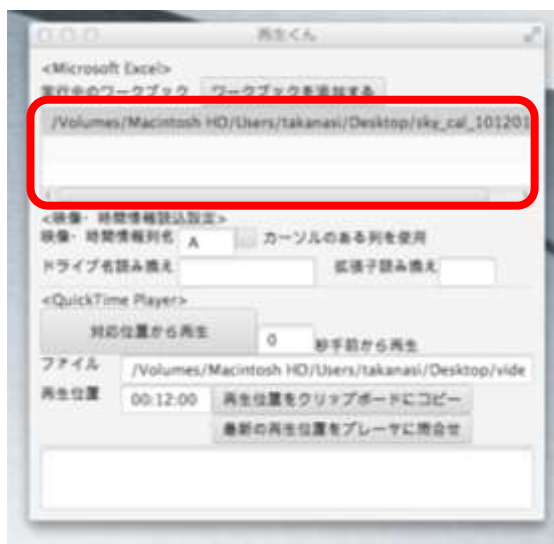 再生くん
<Microsoft Excel>
実行中のワークブック ワークブックを追加する
/Volumes/Macintosh HD/Users/takanasi/Desktop/sky_cal_101201
<映像・時間情報読込設定>
映像・時間情報列名 A カーソルのある列を使用
ドライブ名読み換え 拡張子読み換え
<QuickTime Player>
対応位置から再生 0 秒手前から再生
ファイル /Volumes/Macintosh HD/Users/takanasi/Desktop/vide
再生位置 00:12:00 再生位置をクリップボードにコピー
最新の再生位置をプレーヤに問合せ